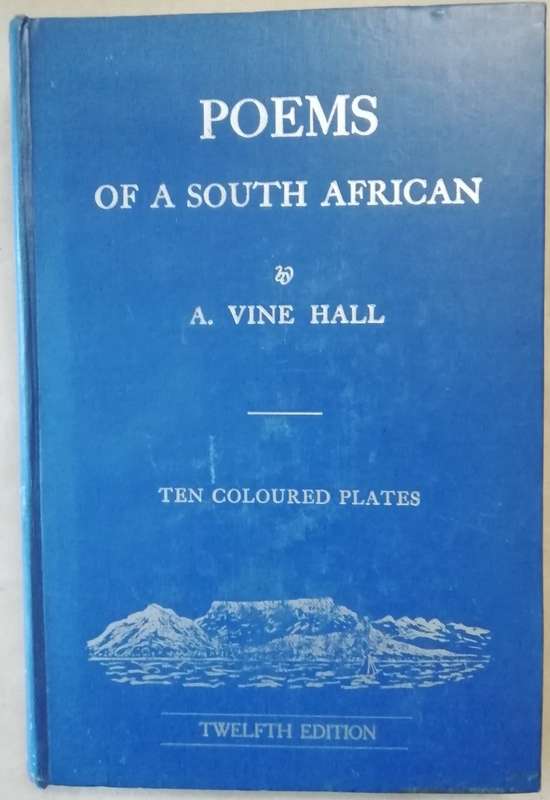 POEMS
OF A SOUTH AFRICAN
by
A. VINE HALL
TEN COLOURED PLATES
TWELFTH EDITION